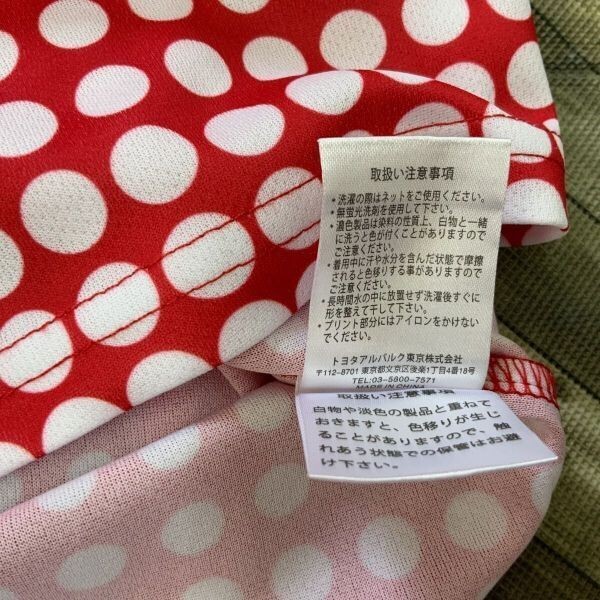 取扱い注意事項
・洗濯の際はネットをご使用ください。
・無蛍光洗剤を使用して下さい。
・濃色製品は染料の性質上、白物と一緒
に洗うと色が付くことがありますので
ご注意ください。
・着用中に汗や水分を含んだ状態で摩擦
されると色移りする事がありますので
ご注意ください。
・長時間水の中に放置せず洗濯後すぐに
形を整えて干して下さい。
・プリント部分にはアイロンをかけない
でください。
トヨタアルバルク東京株式会社
〒112-8701 東京都文京区後楽1丁目4番18号
TEL:03-5800-7571
MADE IN CHINA
取扱い注意事項
白物や淡色の製品と重ねて
おきますと、色移りが生じ
ることがありますので、触
れあう状態での保管はお避
け下さい。